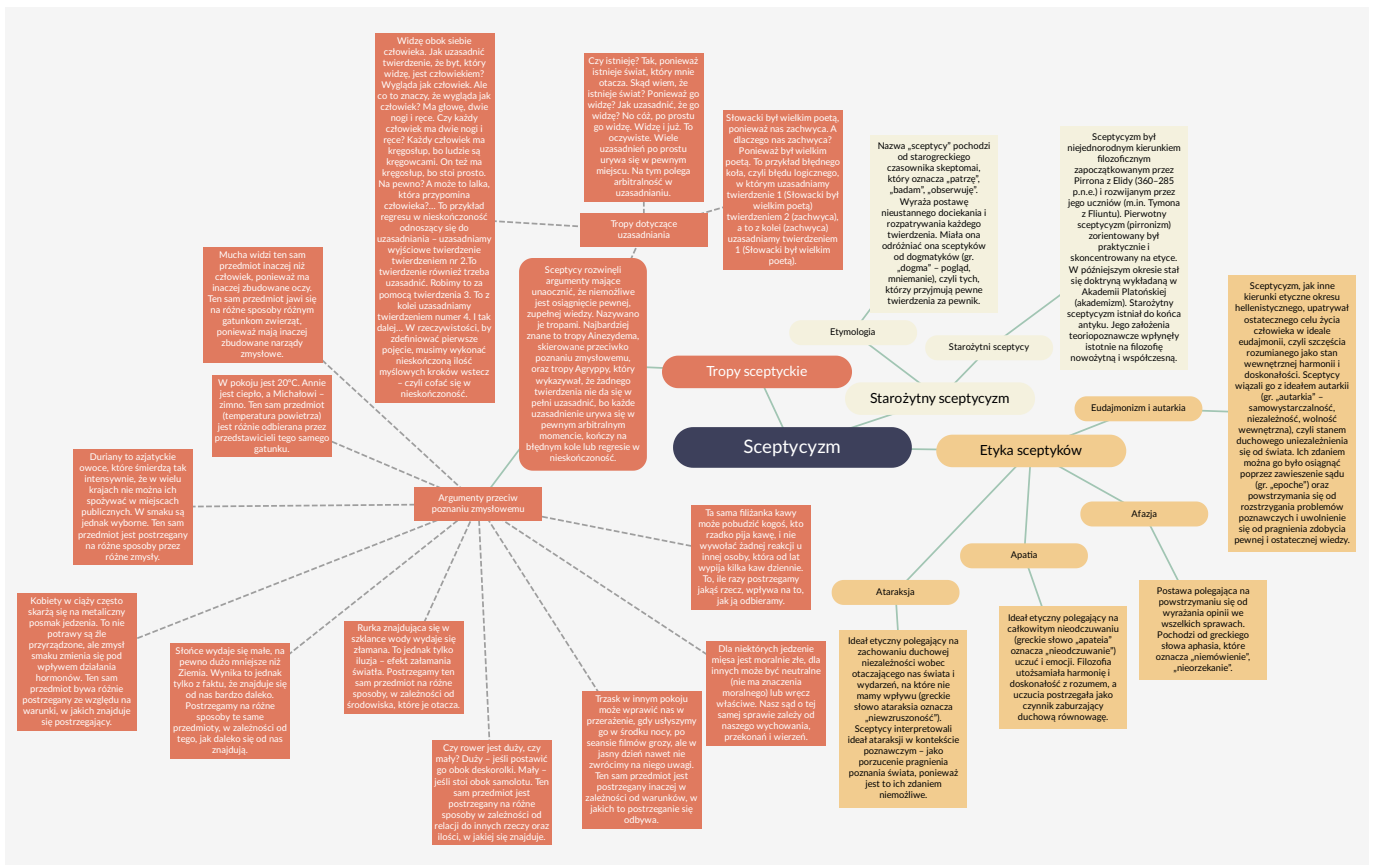 Widzę obok siebie
człowieka. Jak uzasadnić
twierdzenie, że byt, który
widzę, jest człowiekiem?
Wygląda jak człowiek. Ale
co to znaczy, że wygląda jak
człowiek? Ma głowę, dwie
nogi i ręce. Czy każdy
człowiek ma dwie nogi i
ręce? Każdy człowiek ma
kręgosłup, bo ludzie są
kręgowcami. On też ma
kręgosłup, bo stoi prosto.
Na pewno? A może to lalka,
która przypomina
człowieka?... To przykład
regresu w nieskończoność
odnoszący się do
uzasadniania – uzasadniamy
wyjściowe twierdzenie
twierdzeniem nr 2.To
twierdzenie również trzeba
uzasadnić. Robimy to za
pomocą twierdzenia 3. To z
kolei uzasadniamy
twierdzeniem numer 4. I tak
dalej... W rzeczywistości, by
zdefiniować pierwsze
pojęcie, musimy wykonać
nieskończoną ilość
myślowych kroków wstecz
– czyli cofać się w
nieskończoność.
Czy istnieję? Tak, ponieważ
istnieje świat, który mnie
otacza. Skąd wiem, że
istnieje świat? Ponieważ go
widzę? Jak uzasadnić, że go
widzę? No cóż, po prostu
go widzę. Widzę i już. To
oczywiste. Wiele
uzasadnień po prostu
urywa się w pewnym
miejscu. Na tym polega
arbitralność w
uzasadnianiu.
Słowacki był wielkim poetą,
ponieważ nas zachwyca. A
dlaczego nas zachwyca?
Ponieważ był wielkim
poetą. To przykład błędnego
koła, czyli błędu logicznego,
w którym uzasadniamy
twierdzenie 1 (Słowacki był
wielkim poetą)
twierdzeniem 2 (zachwyca),
a to z kolei (zachwyca)
uzasadniamy twierdzeniem
1 (Słowacki był wielkim
poetą).
Tropy dotyczące
uzasadniania
Nazwa „sceptycy” pochodzi
od starogreckiego
czasownika skeptomai,
który oznacza „patrzę”,
„badam”, „obserwuję”.
Wyraża postawę
nieustannego dociekania i
rozpatrywania każdego
twierdzenia. Miała ona
odróżniać ona sceptyków
od dogmatyków (gr.
„dogma” – pogląd,
mniemanie), czyli tych,
którzy przyjmują pewne
twierdzenia za pewnik.
Sceptycyzm był
niejednorodnym kierunkiem
filozoficznym
zapoczątkowanym przez
Pirrona z Elidy (360–285
p.n.e.) i rozwijanym przez
jego uczniów (m.in. Tymona
z Fliuntu). Pierwotny
sceptycyzm (pirronizm)
zorientowany był
praktycznie i
skoncentrowany na etyce.
W późniejszym okresie stał
się doktryną wykładaną w
Akademii Platońskiej
(akademizm). Starożytny
sceptycyzm istniał do końca
antyku. Jego założenia
teoriopoznawcze wpłynęły
istotnie na filozofię
nowożytną i współczesną.
Etymologia
Starożytni sceptycy
Starożytny sceptycyzm
Tropy sceptyckie
Sceptycyzm
Sceptycy rozwinęli
argumenty mające
unaocznić, że niemożliwe
jest osiągnięcie pewnej,
zupełnej wiedzy. Nazywano
je tropami. Najbardziej
znane to tropy Ainezydema,
skierowane przeciwko
poznaniu zmysłowemu,
oraz tropy Agryppy, który
wykazywał, że żadnego
twierdzenia nie da się w
pełni uzasadnić, bo każde
uzasadnienie urywa się w
pewnym arbitralnym
momencie, kończy na
błędnym kole lub regresie w
nieskończoność.
Mucha widzi ten sam
przedmiot inaczej niż
człowiek, ponieważ ma
inaczej zbudowane oczy.
Ten sam przedmiot jawi się
na różne sposoby różnym
gatunkom zwierząt,
ponieważ mają inaczej
zbudowane narządy
zmysłowe.
W pokoju jest 20°C. Annie
jest ciepło, a Michałowi –
zimno. Ten sam przedmiot
(temperatura powietrza)
jest różnie odbierana przez
przedstawicieli tego samego
gatunku.
Duriany to azjatyckie
owoce, które śmierdzą tak
intensywnie, że w wielu
krajach nie można ich
spożywać w miejscach
publicznych. W smaku są
jednak wyborne. Ten sam
przedmiot jest postrzegany
na różne sposoby przez
różne zmysły.
Argumenty przeciw
poznaniu zmysłowemu
Kobiety w ciąży często
skarżą się na metaliczny
posmak jedzenia. To nie
potrawy są źle
przyrządzone, ale zmysł
smaku zmienia się pod
wpływem działania
hormonów. Ten sam
przedmiot bywa różnie
postrzegany ze względu na
warunki, w jakich znajduje
się postrzegający.
Słońce wydaje się małe, na
pewno dużo mniejsze niż
Ziemia. Wynika to jednak
tylko z faktu, że znajduje się
od nas bardzo daleko.
Postrzegamy na różne
sposoby te same
przedmioty, w zależności od
tego, jak daleko się od nas
znajdują.
Rurka znajdująca się w
szklance wody wydaje się
złamana. To jednak tylko
iluzja – efekt załamania
światła. Postrzegamy ten
sam przedmiot na różne
sposoby, w zależności od
środowiska, które je otacza.
Czy rower jest duży, czy
mały? Duży – jeśli postawić
go obok deskorolki. Mały –
jeśli stoi obok samolotu. Ten
sam przedmiot jest
postrzegany na różne
sposoby w zależności od
relacji do innych rzeczy oraz
ilości, w jakiej się znajduje.
Trzask w innym pokoju
może wprawić nas w
przerażenie, gdy usłyszymy
go w środku nocy, po
seansie filmów grozy, ale w
jasny dzień nawet nie
zwrócimy na niego uwagi.
Ten sam przedmiot jest
postrzegany inaczej w
zależności od warunków, w
jakich to postrzeganie się
odbywa.
Dla niektórych jedzenie
mięsa jest moralnie złe, dla
innych może być neutralne
(nie ma znaczenia
moralnego) lub wręcz
właściwe. Nasz sąd o tej
samej sprawie zależy od
naszego wychowania,
przekonań i wierzeń.
Ta sama filiżanka kawy
może pobudzić kogoś, kto
rzadko pija kawę, i nie
wywołać żadnej reakcji u
innej osoby, która od lat
wypija kilka kaw dziennie.
To, ile razy postrzegamy
jakąś rzecz, wpływa na to,
jak ją odbieramy.
Etyka sceptyków
Eudajmonizm i autarkia
Sceptycyzm, jak inne
kierunki etyczne okresu
hellenistycznego, upatrywał
ostatecznego celu życia
człowieka w ideale
eudajmonii, czyli szczęścia
rozumianego jako stan
wewnętrznej harmonii i
doskonałości. Sceptycy
wiązali go z ideałem autarkii
(gr. „autarkia” –
samowystarczalność,
niezależność, wolność
wewnętrzna), czyli stanem
duchowego uniezależnienia
się od świata. Ich zdaniem
można go było osiągnąć
poprzez zawieszenie sądu
(gr. „epoche”) oraz
powstrzymania się od
rozstrzygania problemów
poznawczych i uwolnienie
się od pragnienia zdobycia
pewnej i ostatecznej wiedzy.
Afazja
Apatia
Ataraksja
Postawa polegająca na
powstrzymaniu się od
wyrażania opinii we
wszelkich sprawach.
Pochodzi od greckiego
słowa aphasia, które
oznacza „niemówienie”,
„nieorzekanie”.
Ideał etyczny polegający na
całkowitym nieodczuwaniu
(greckie słowo „apateia”
oznacza „nieodczuwanie”)
uczuć i emocji. Filozofia
utożsamiała harmonię i
doskonałość z rozumem, a
uczucia postrzegała jako
czynnik zaburzający
duchową równowagę.
Ideał etyczny polegający na
zachowaniu duchowej
niezależności wobec
otaczającego nas świata i
wydarzeń, na które nie
mamy wpływu (greckie
słowo ataraksia oznacza
„niewzruszoność”).
Sceptycy interpretowali
ideał ataraksji w kontekście
poznawczym – jako
porzucenie pragnienia
poznania świata, ponieważ
jest to ich zdaniem
niemożliwe.